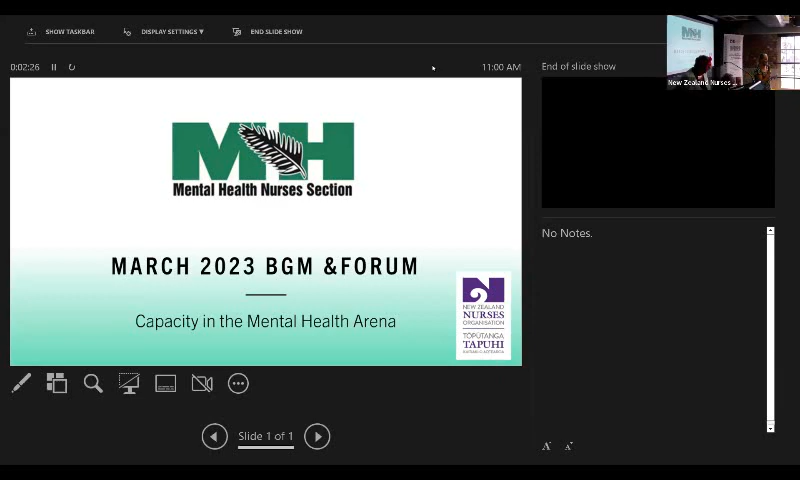 SHOW TASKBAR
DISPLAY SETTINGS ▼
END SLIDE SHOW
0:02:26
11:00 AM
End of slide show
New Zealand Nurses ...
MH
Mental Health Nurses Section
MARCH 2023 BGM &FORUM
Capacity in the Mental Health Arena
NEW ZEALAND
NURSES
ORGANISATION
TŌPŪTANGA
TAPUHI
KAITIAKI O AOTEAROA
No Notes.
Slide 1 of 1
A A